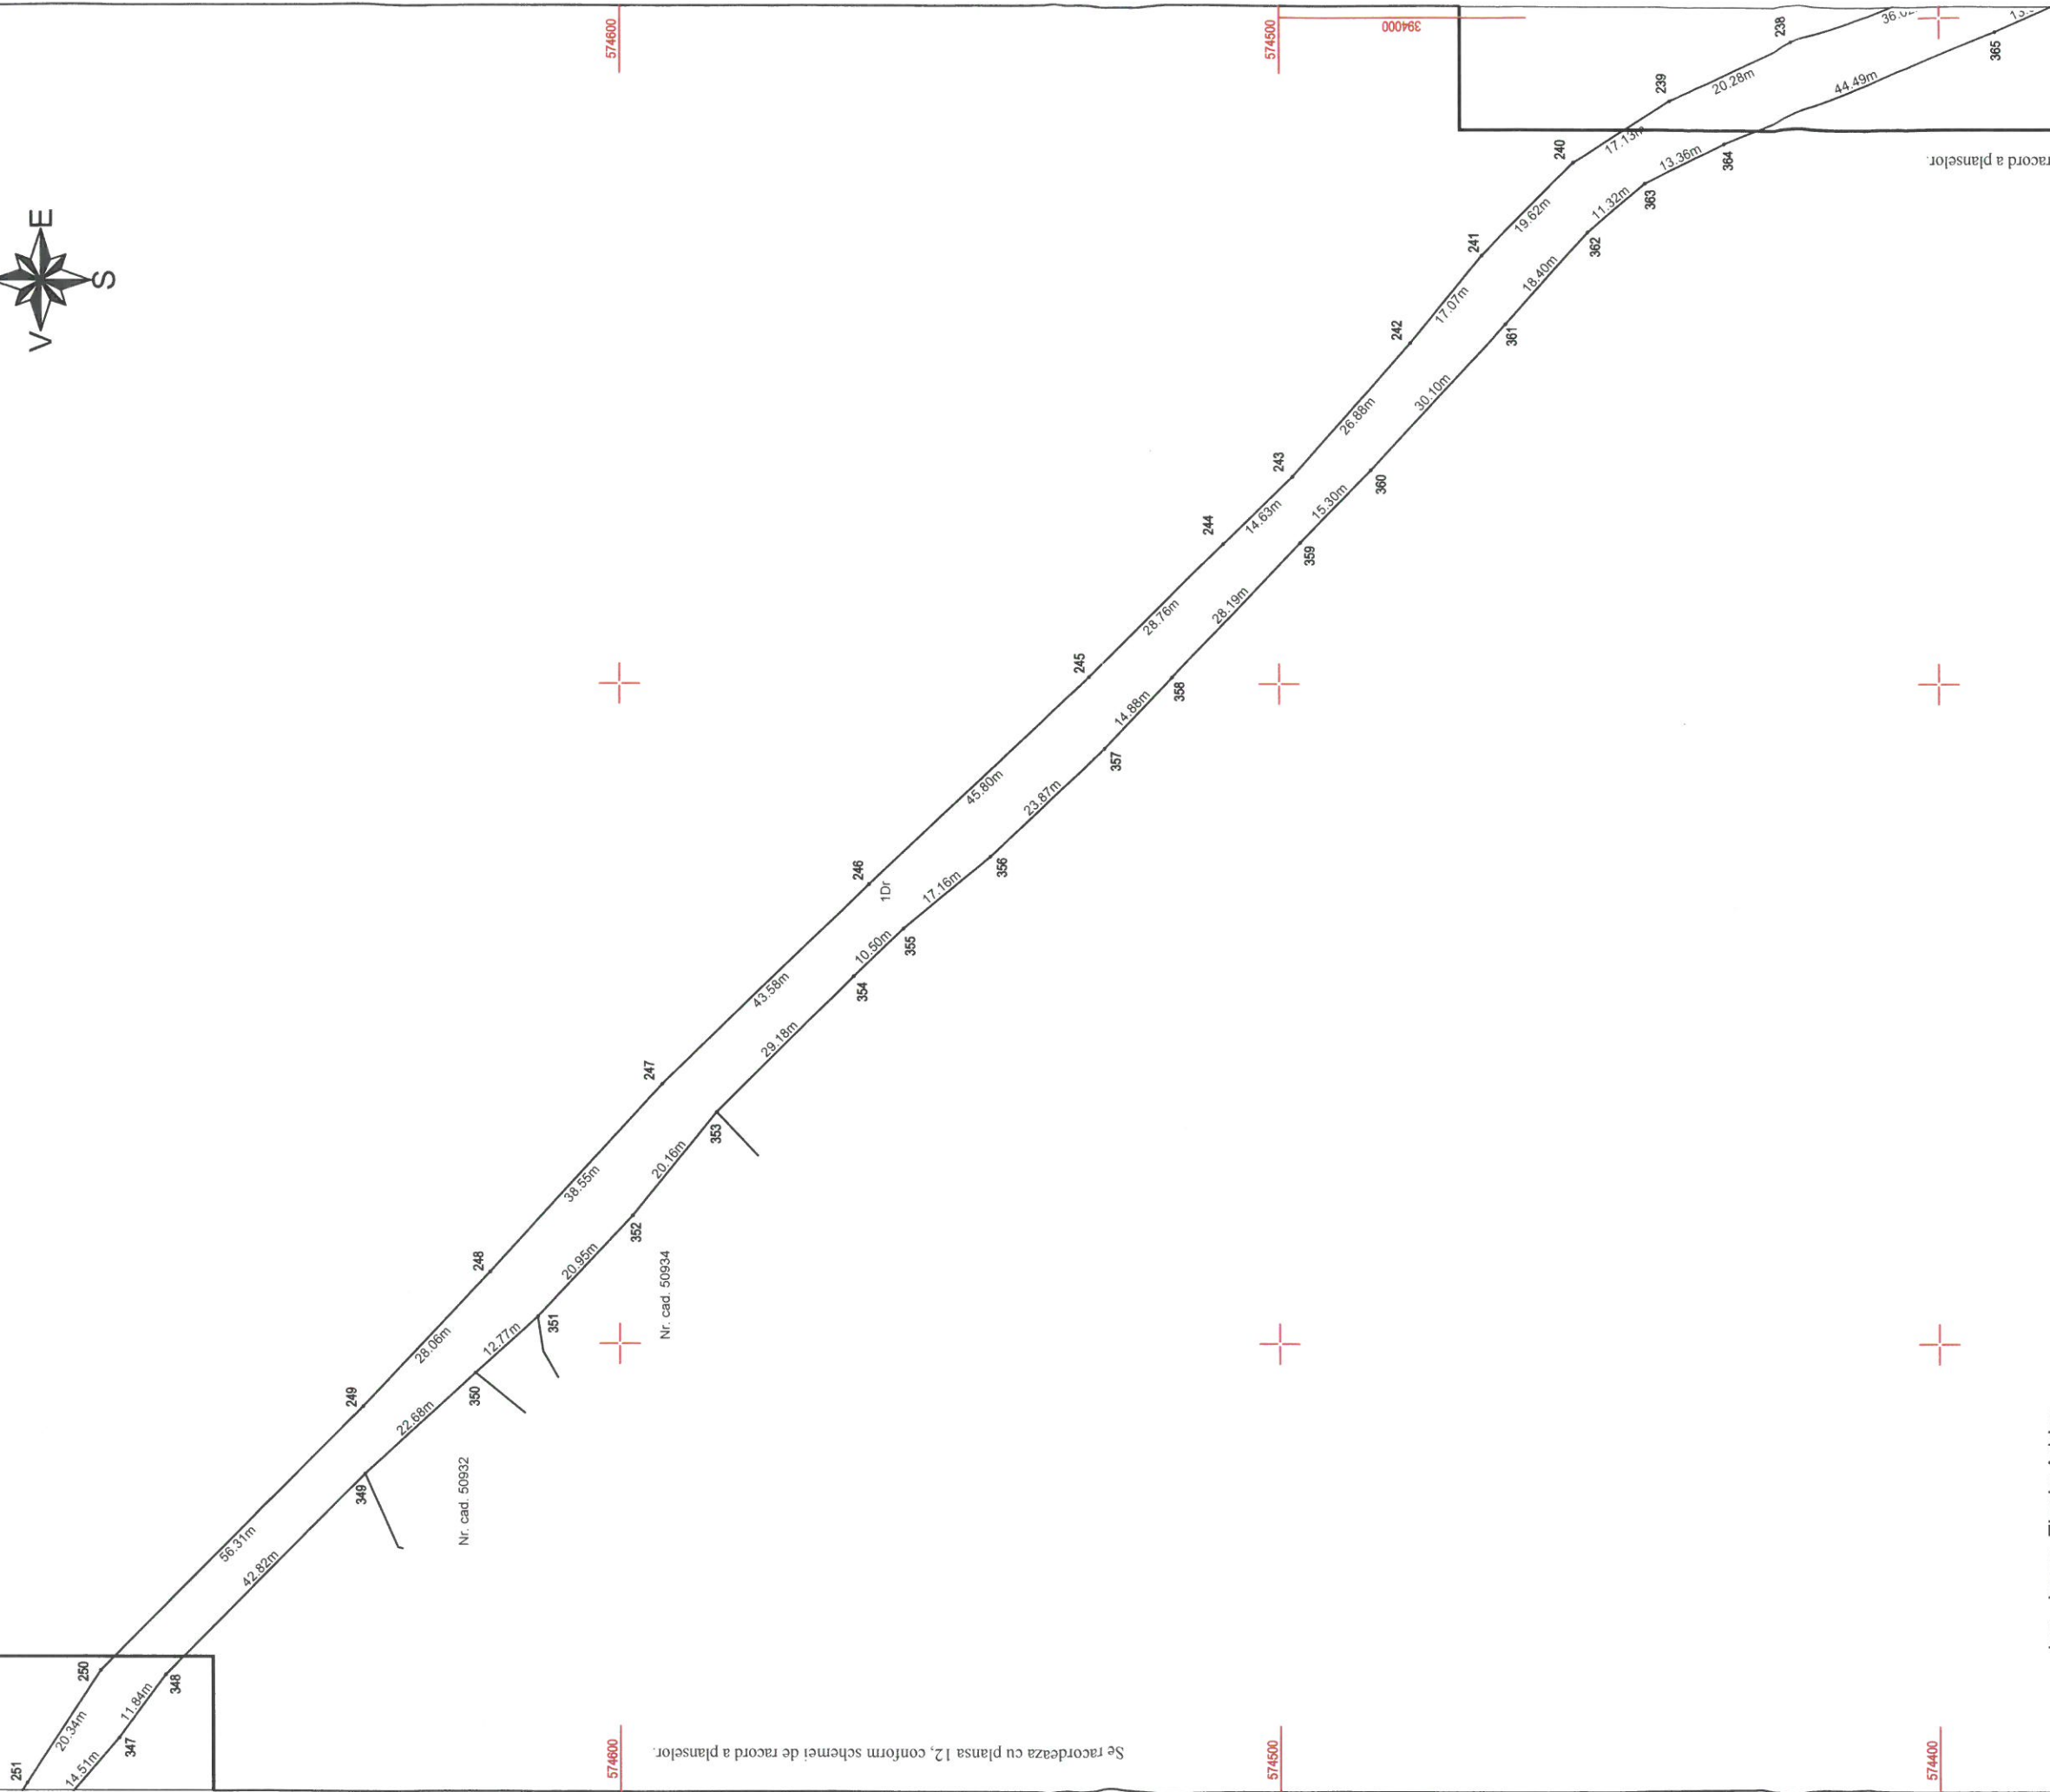 V
E
S
574600
574500
394000
251
20.34m
250
56.31m
249
28.06m
248
38.55m
247
43.58m
246
1Dr
45.80m
245
28.76m
244
14.63m
243
26.88m
242
17.07m
241
19.62m
240
17.13m
239
20.28m
238
14.51m
347
11.84m
348
42.82m
349
22.68m
350
12.77m
351
20.95m
352
20.16m
353
29.18m
354
10.50m
355
17.16m
356
23.87m
357
14.88m
358
28.19m
359
15.30m
360
30.10m
361
18.40m
362
11.32m
363
13.36m
364
44.49m
365
Nr. cad. 50932
Nr. cad. 50934
a planselor.
574600
574500
574400
Se racordeaza cu plansa 12, conform schemei de racord a planselor.